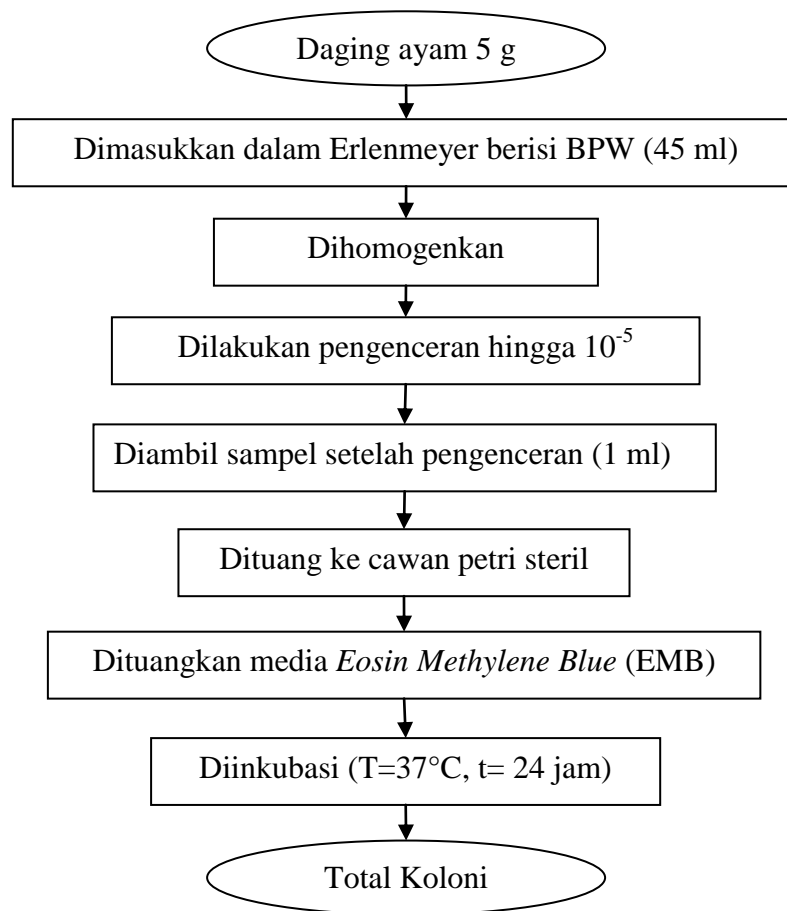 Daging ayam 5 g
Dimasukkan dalam Erlenmeyer berisi BPW (45 ml)
Dihomogenkan
Dilakukan pengenceran hingga 10⁻⁵
Diambil sampel setelah pengenceran (1 ml)
Dituang ke cawan petri steril
Dituangkan media Eosin Methylene Blue (EMB)
Diinkubasi (T=37°C, t= 24 jam)
Total Koloni